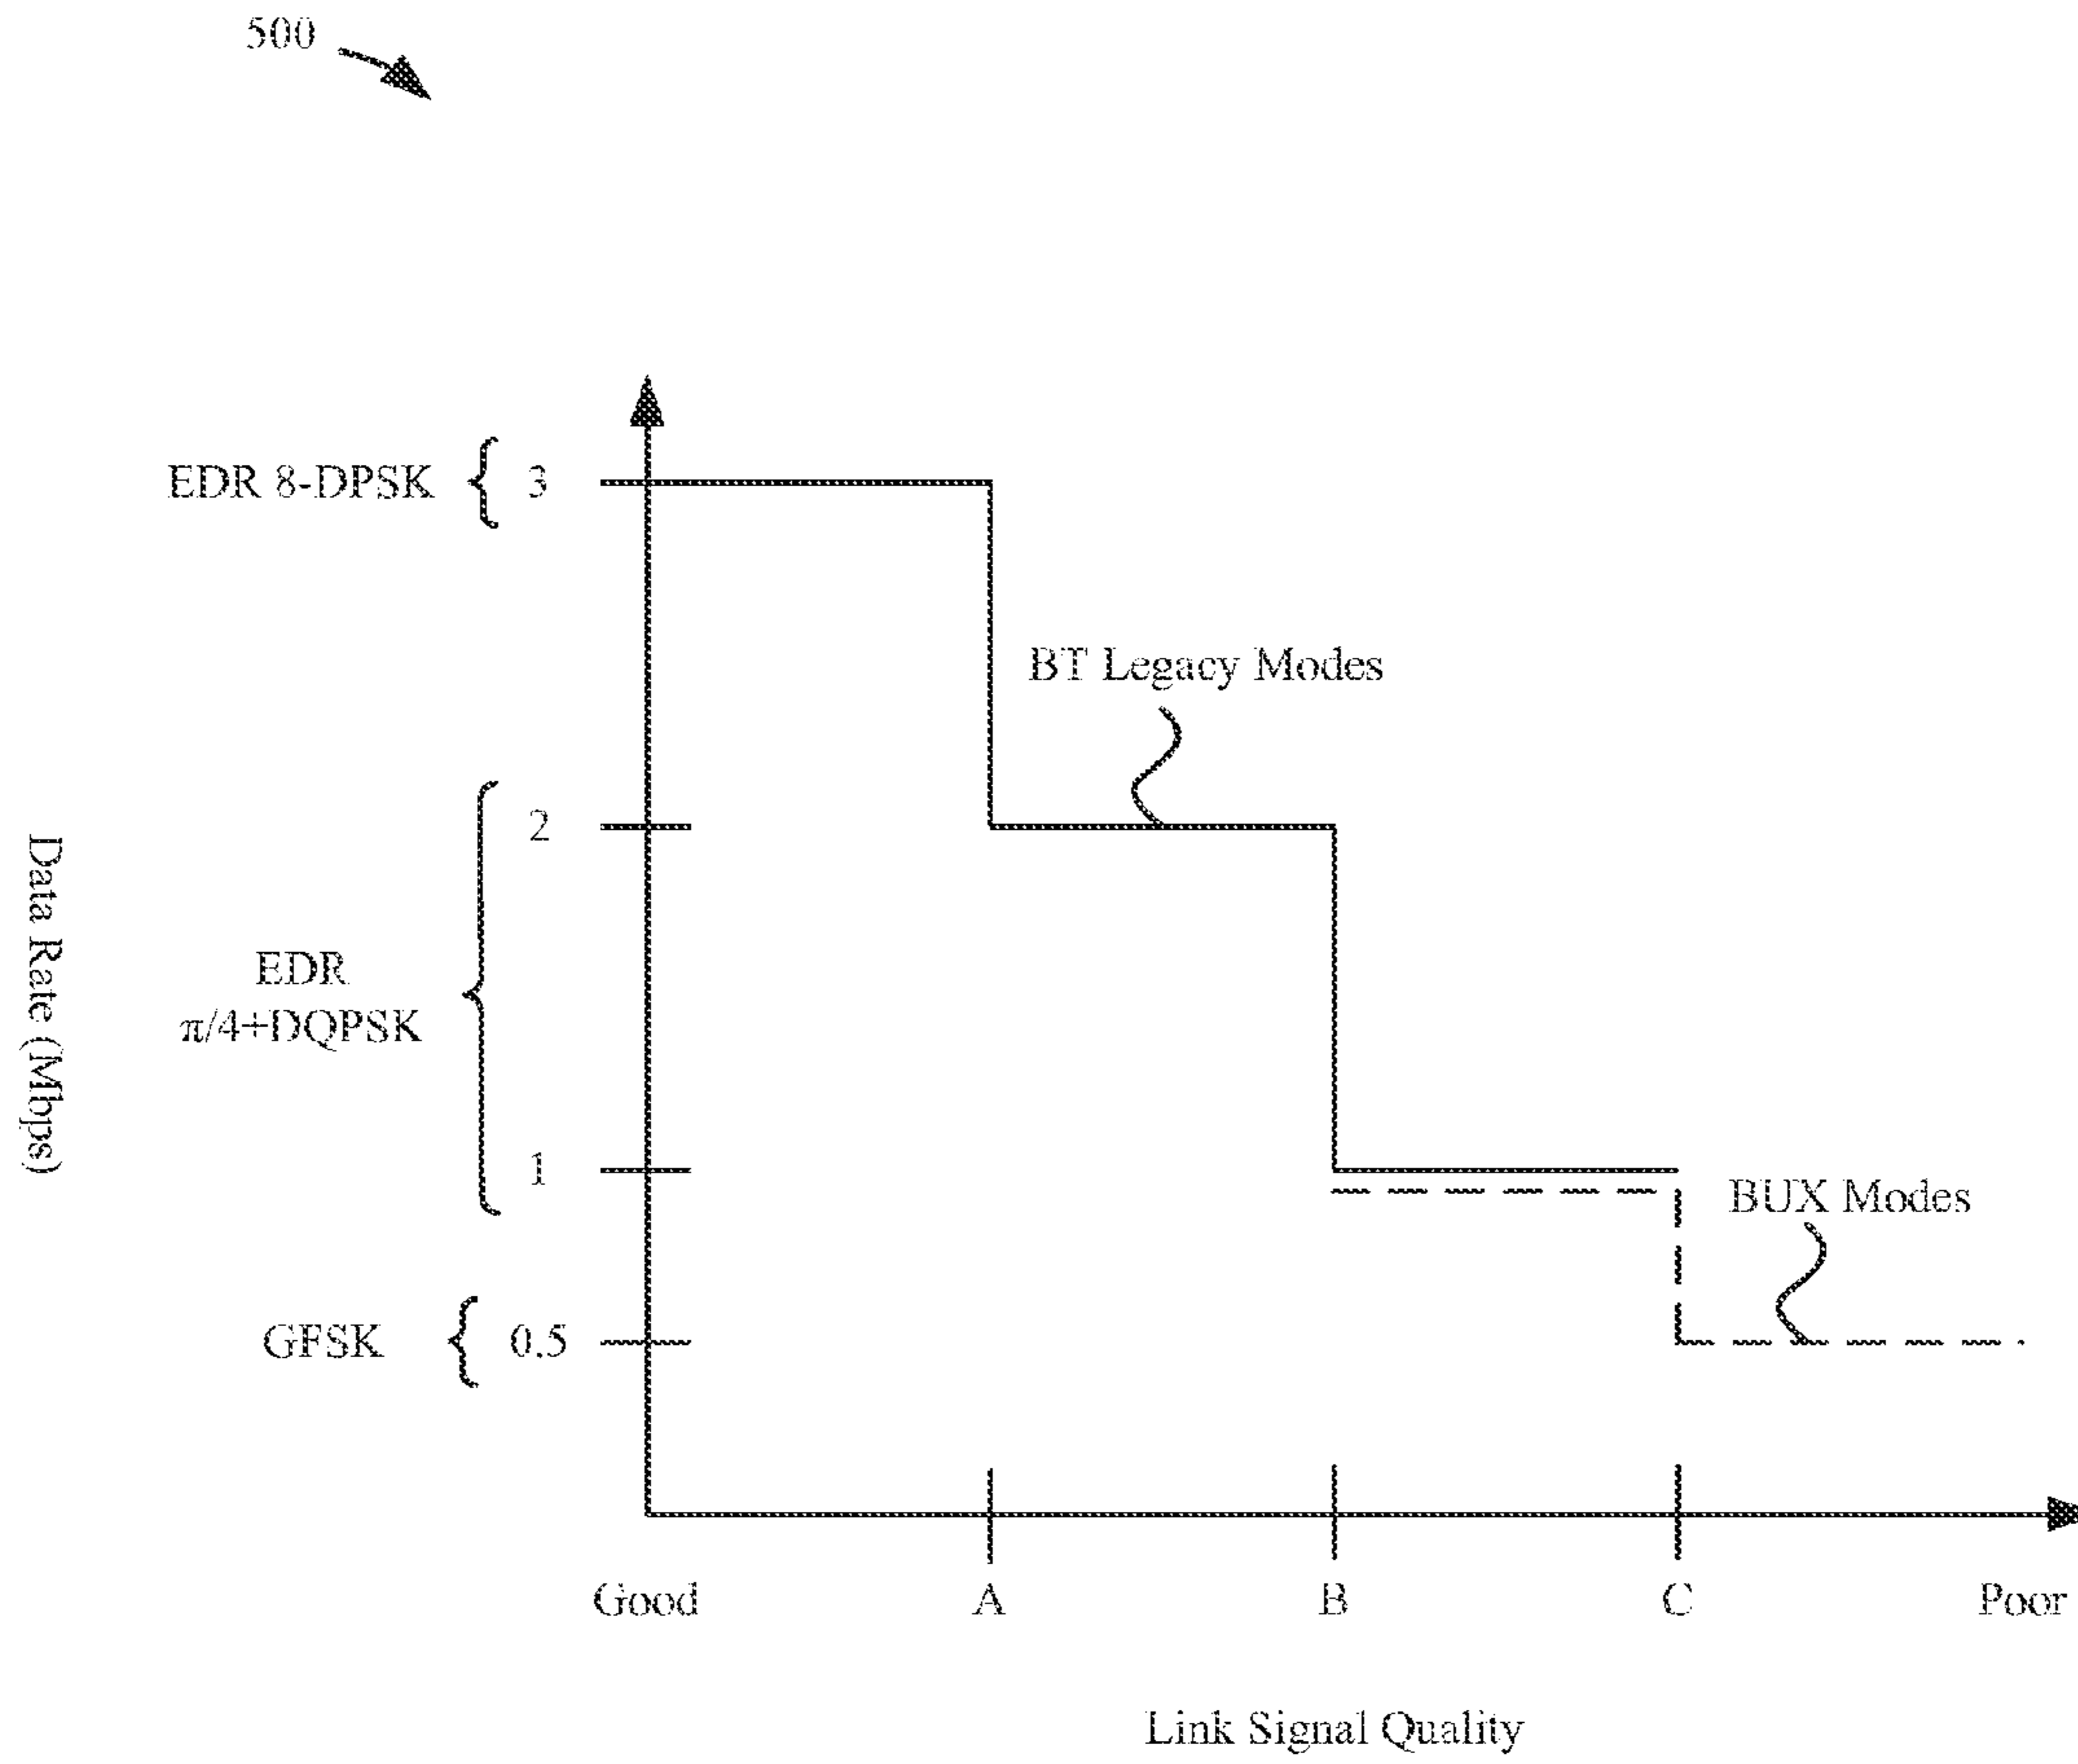 500
EDR 8-DPSK
3
BT Legacy Modes
2
Data Rate (Mbps)
EDR
π/4+DQPSK
1
BUX Modes
GFSK
0.5
Good
A
B
C
Poor
Link Signal Quality